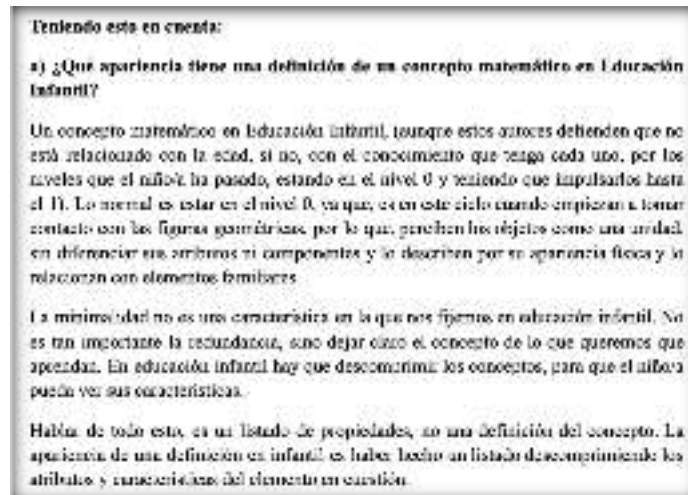 Teniendo esto en cuenta:
a) ¿Qué apariencia tiene una definición de un concepto matemático en Educación
Infantil?
Un concepto matemático en Educación Infantil, (aunque estos autores defienden que no
está relacionado con la edad, si no, con el conocimiento que tenga cada uno, por los
niveles que el niño/a ha pasado, estando en el nivel 0 y teniendo que impulsarlos hasta
el 1). Lo normal es estar en el nivel 0, ya que, es en este ciclo cuando empiezan a tomar
contacto con las figuras geométricas, por lo que, perciben los objetos como una unidad,
sin diferenciar sus atributos ni componentes y lo describen por su apariencia física y lo
relacionan con elementos familiares.
La minimalidad no es una característica en la que nos fijemos en educación infantil. No
es tan importante la redundancia, sino dejar claro el concepto de lo que queremos que
aprendan. En educación infantil hay que descomprimir los conceptos, para que el niño/a
pueda ver sus características.
Hablar de todo esto, es un listado de propiedades, no una definición del concepto. La
apariencia de una definición en infantil es haber hecho un listado descomprimiendo los
atributos y características del elemento en cuestión.